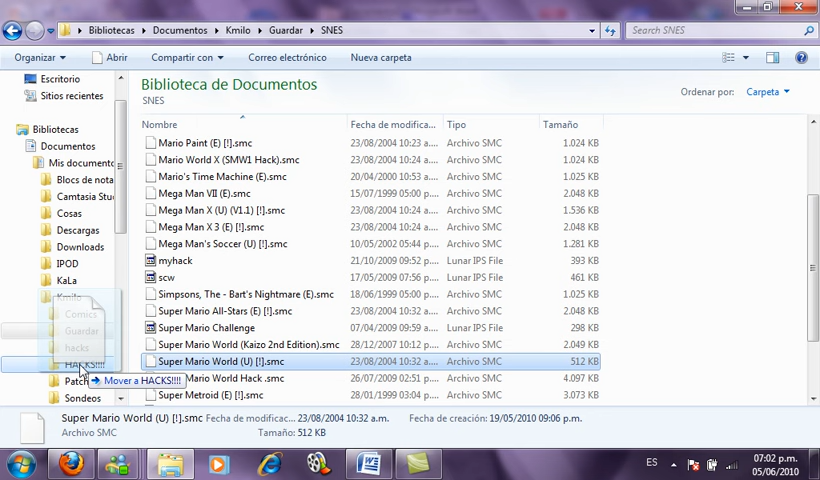 Bibliotecas ▸ Documentos ▸ Kmilo ▸ Guardar ▸ SNES
Search SNES
Organizar
Abrir
Compartir con
Correo electrónico
Nueva carpeta
Escritorio
Sitios recientes
Bibliotecas
Documentos
Mis documento
Blocs de nota
Camtasia Stud
Cosas
Descargas
Downloads
IPOD
KaLa
Kmilo
Comics
Guardar
hacks
HACKS!!!!
Patch
Sondeos
Mover a HACKS!!!!
Biblioteca de Documentos
SNES
Ordenar por: Carpeta
Nombre Fecha de modifica... Tipo Tamaño
Mario Paint (E) [!].smc 23/08/2004 10:23 a.... Archivo SMC 1.024 KB
Mario World X (SMW1 Hack).smc 23/08/2004 10:24 a.... Archivo SMC 1.024 KB
Mario's Time Machine (E).smc 20/04/2000 10:53 a.... Archivo SMC 1.024 KB
Mega Man VII (E).smc 15/07/1999 05:00 p.... Archivo SMC 2.048 KB
Mega Man X (U) (V1.1) [!].smc 23/08/2004 10:24 a.... Archivo SMC 1.536 KB
Mega Man X 3 (E) [!].smc 23/08/2004 10:24 a.... Archivo SMC 2.048 KB
Mega Man's Soccer (U) [!].smc 10/05/2002 05:44 p.... Archivo SMC 1.281 KB
myhack 21/10/2009 09:52 p.... Lunar IPS File 393 KB
scw 17/05/2009 07:56 p.... Lunar IPS File 461 KB
Simpsons, The - Bart's Nightmare (E).smc 18/06/1999 05:00 p.... Archivo SMC 1.024 KB
Super Mario All-Stars (E) [!].smc 23/08/2004 10:31 a.... Archivo SMC 2.048 KB
Super Mario Challenge 07/04/2009 09:59 p.... Lunar IPS File 298 KB
Super Mario World (Kaizo 2nd Edition).smc 28/12/2007 10:12 p.... Archivo SMC 2.049 KB
Super Mario World (U) [!].smc 23/08/2004 10:32 a.... Archivo SMC 512 KB
Mario World Hack .smc 26/07/2009 02:51 p.... Archivo SMC 4.097 KB
Super Metroid (E) [!].smc 28/01/1999 03:04 p.... Archivo SMC 3.073 KB
Super Mario World (U) [!].smc Fecha de modificac... 23/08/2004 10:32 a.m. Fecha de creación: 19/05/2010 09:06 p.m.
Archivo SMC Tamaño: 512 KB
ES
07:02 p.m.
05/06/2010